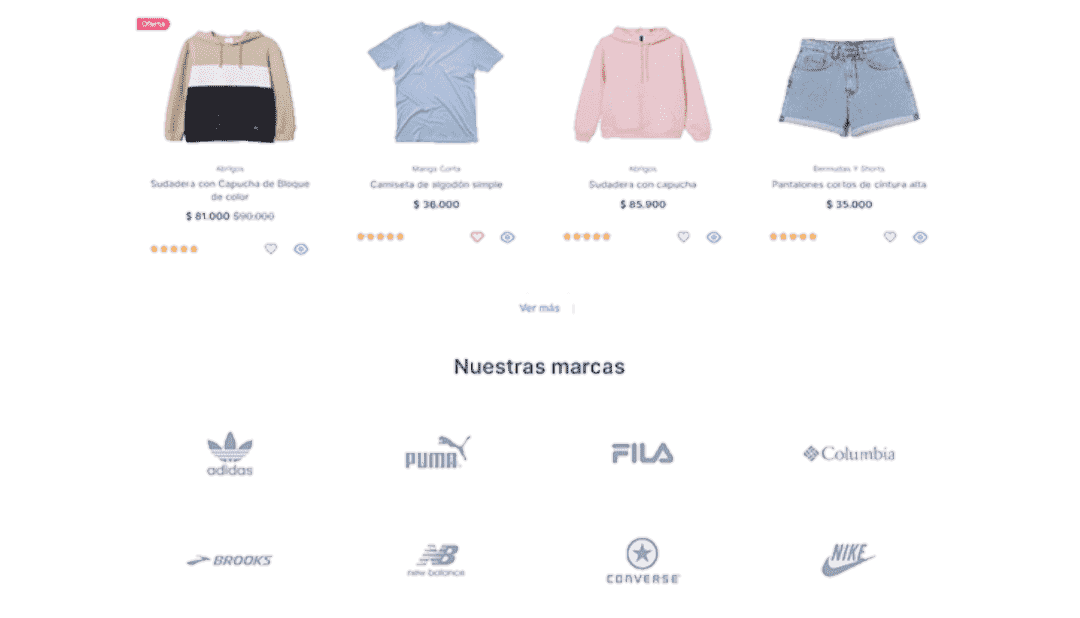 Oferta
Abrigos
Sudadera con Capucha de Bloque
de color
$ 81.000 $90.000
Manga Corta
Camiseta de algodón simple
$ 36.000
Abrigos
Sudadera con capucha
$ 85.900
Bermudas Y Shorts
Pantalones cortos de cintura alta
$ 35.000
Ver más
Nuestras marcas
adidas
PUMA
FILA
Columbia
BROOKS
new balance
CONVERSE
NIKE